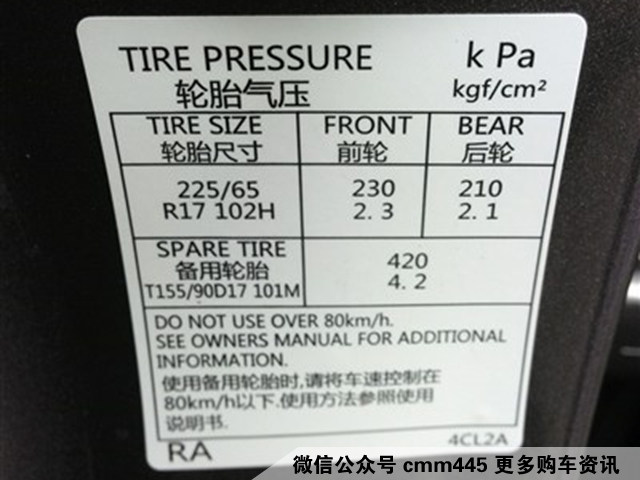 TIRE PRESSURE k Pa
轮胎气压 kgf/cm²
TIRE SIZE FRONT BEAR
轮胎尺寸 前轮 后轮
225/65 230 210
R17 102H 2.3 2.1
SPARE TIRE
备用轮胎 420
T155/90D17 101M 4.2
DO NOT USE OVER 80km/h.
SEE OWNERS MANUAL FOR ADDITIONAL
INFORMATION.
使用备用轮胎时,请将车速控制在
80km/h以下.使用方法参照使用
说明书.
RA 4CL2A
微信公众号 cmm445 更多购车资讯